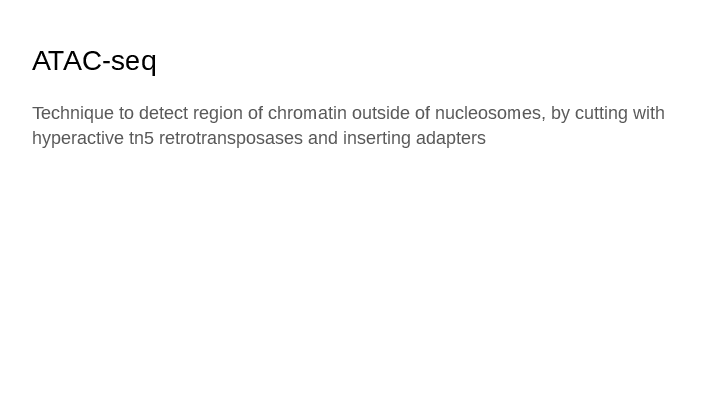 ATAC-seq
Technique to detect region of chromatin outside of nucleosomes, by cutting with
hyperactive tn5 retrotransposases and inserting adapters